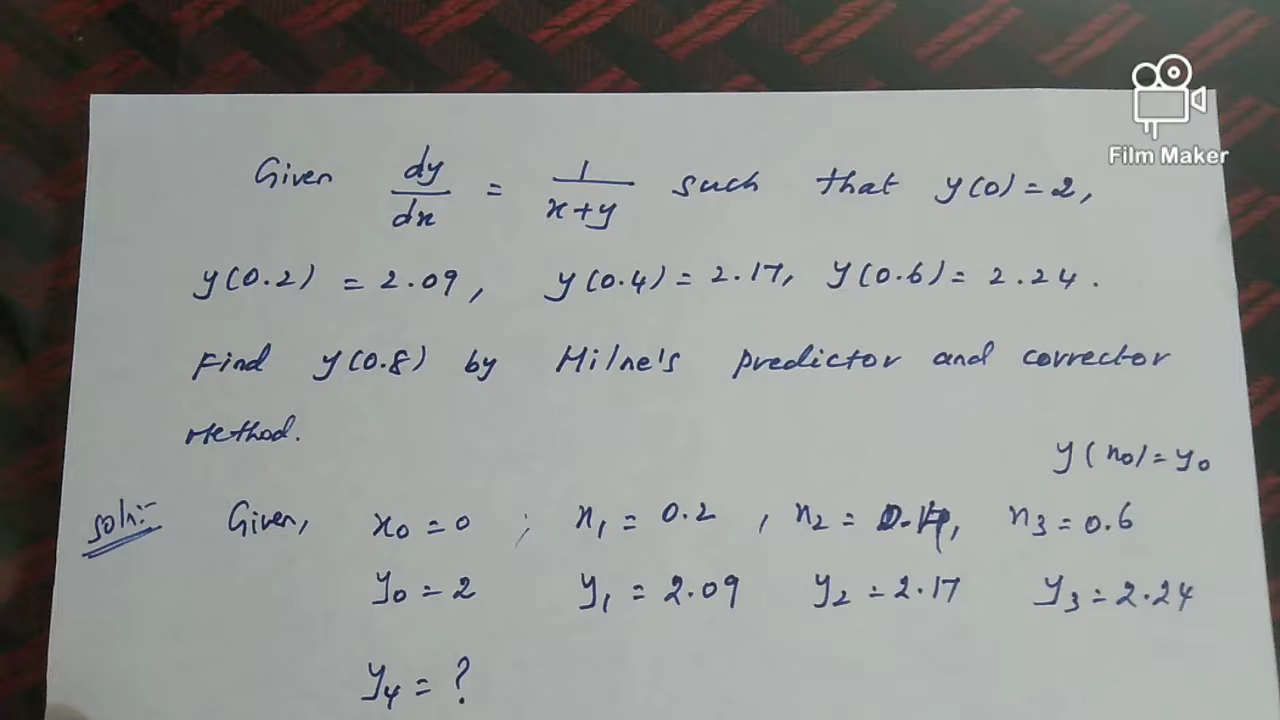 Film Maker
Given dy/dx = 1/(x+y) such that y(0)=2,
y(0.2) = 2.09, y(0.4)= 2.17, y(0.6)= 2.24.
Find y(0.8) by Milne's predictor and corrector
Method.
y(x0)=y0
Soln:- Given, x0=0 ; x1=0.2 , x2= 0.4, x3=0.6
y0=2 y1=2.09 y2=2.17 y3=2.24
y4=?